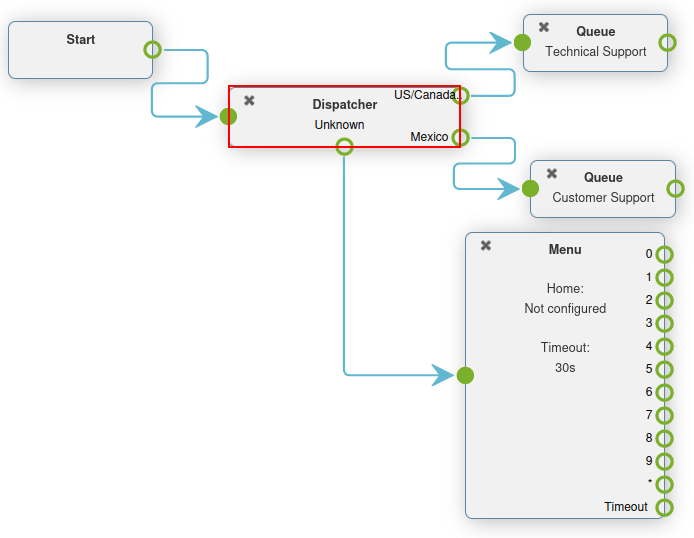 Start
Dispatcher
Unknown
US/Canada..
Mexico
Queue
Technical Support
Queue
Customer Support
Menu
Home:
Not configured
Timeout:
30s
0
1
2
3
4
5
6
7
8
9
*
Timeout